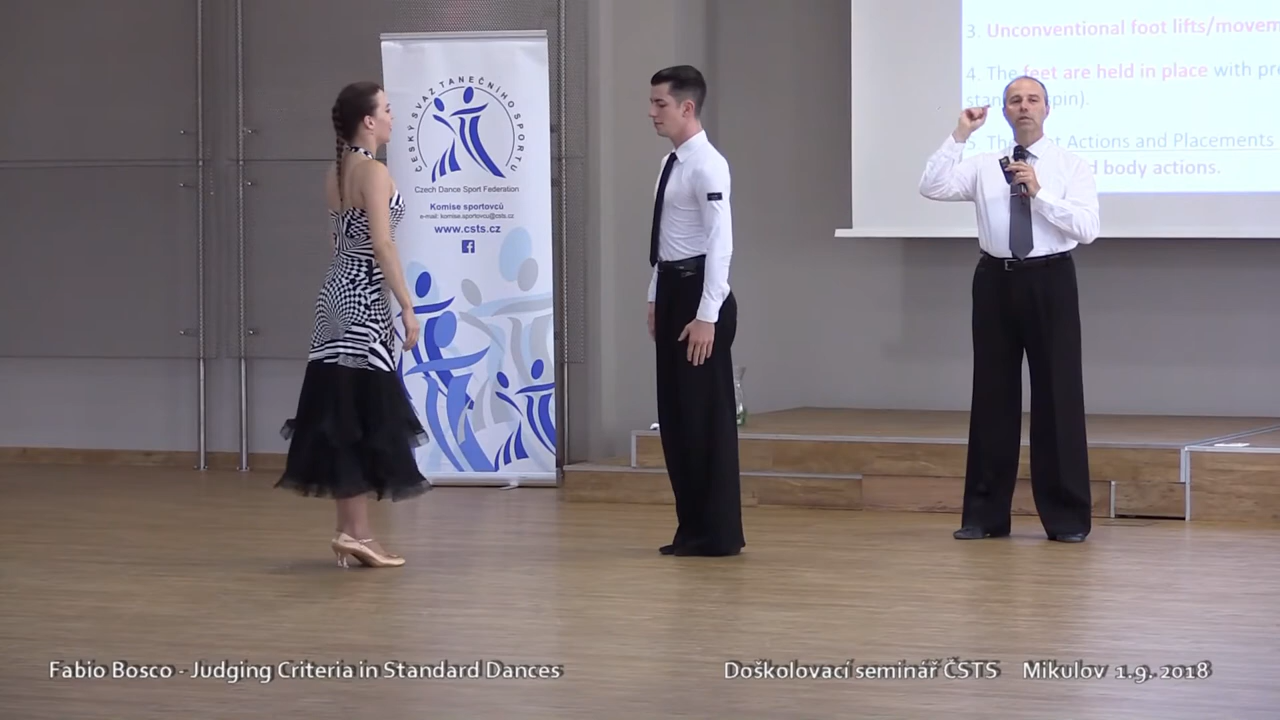 3. Unconventional foot lifts/movem
4. The feet are held in place with pre
spin).
Actions and Placements
body actions.
ČESKÝ SVAZ TANEČNÍHO SPORTU
Czech Dance Sport Federation
Komise sportovců
e-mail: komise.sportovcu@csts.cz
www.csts.cz
f
Fabio Bosco - Judging Criteria in Standard Dances
Doškolovací seminář ČSTS Mikulov 1.9.2018